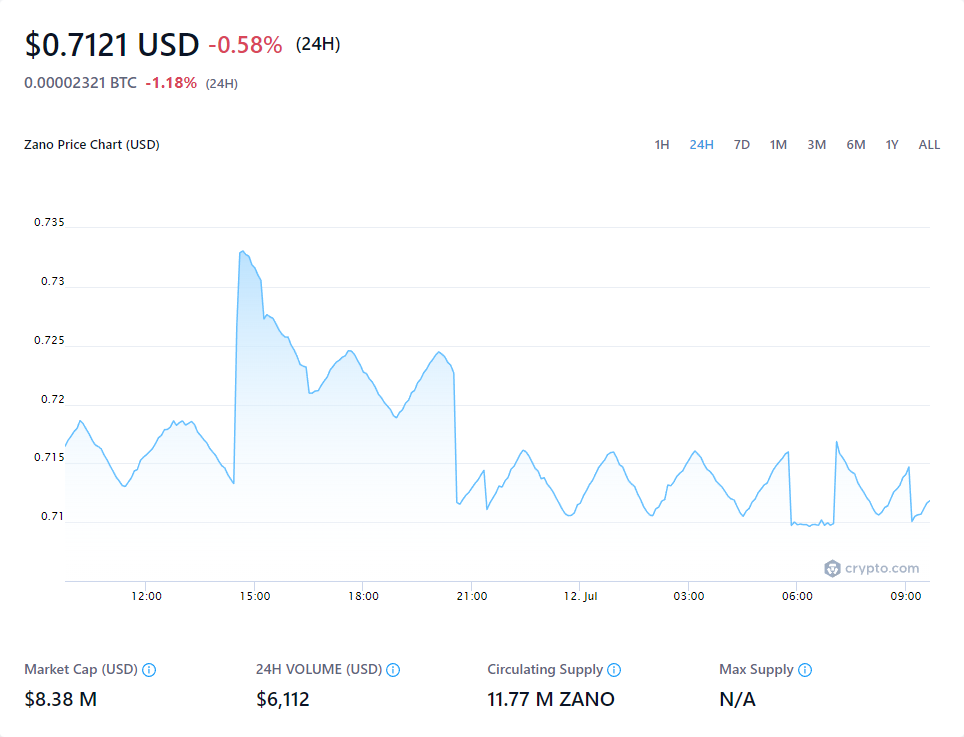 $0.7121 USD -0.58% (24H)
0.00002321 BTC -1.18% (24H)
Zano Price Chart (USD) 1H 24H 7D 1M 3M 6M 1Y ALL
0.735
0.73
0.725
0.72
0.715
0.71
crypto.com
12:00 15:00 18:00 21:00 12. Jul 03:00 06:00 09:00
Market Cap (USD) 24H VOLUME (USD) Circulating Supply Max Supply
$8.38 M $6,112 11.77 M ZANO N/A